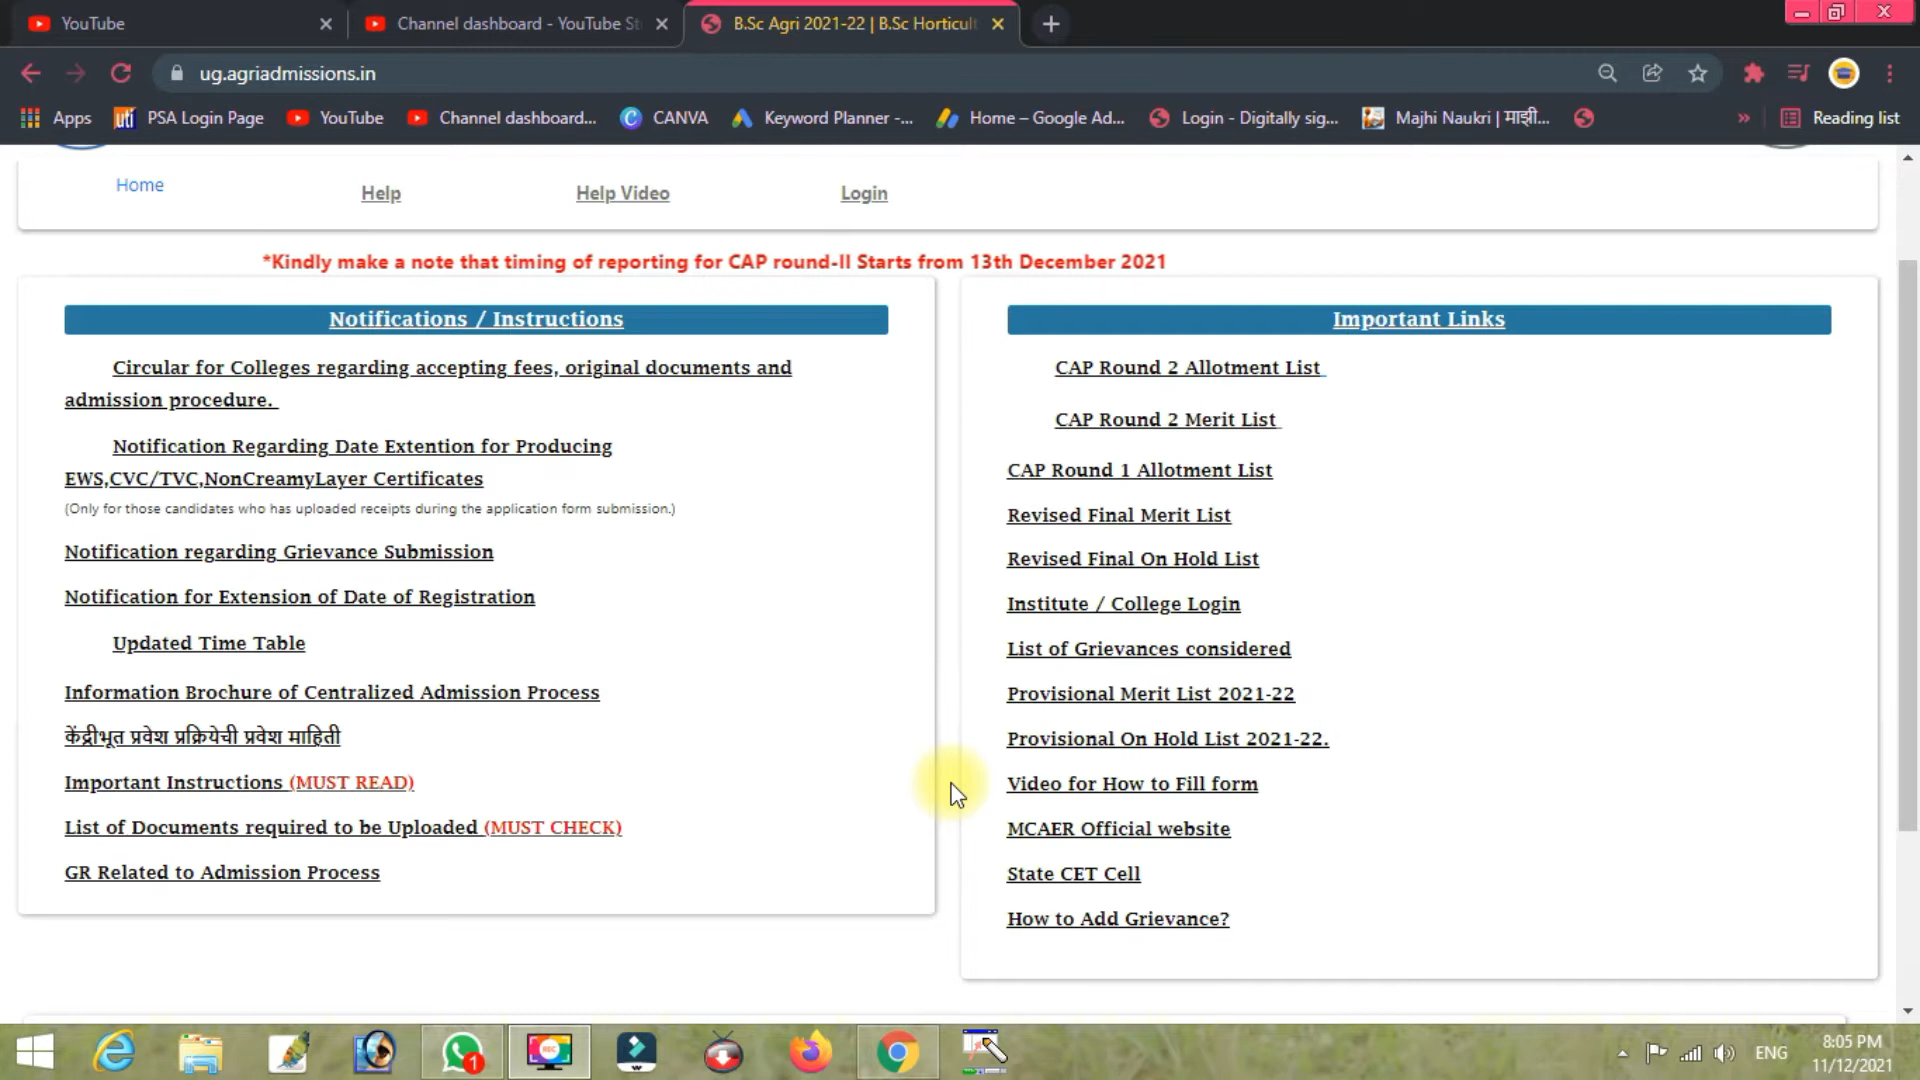 YouTube
Channel dashboard - YouTube St
B.Sc Agri 2021-22 | B.Sc Horticult
ug.agriadmissions.in
Apps
uti
PSA Login Page
YouTube
Channel dashboard...
CANVA
Keyword Planner -...
Home – Google Ad...
Login - Digitally sig...
Majhi Naukri | माझी...
»
Reading list
Home
Help
Help Video
Login
*Kindly make a note that timing of reporting for CAP round-II Starts from 13th December 2021
Notifications / Instructions
Circular for Colleges regarding accepting fees, original documents and
admission procedure.
Notification Regarding Date Extention for Producing
EWS,CVC/TVC,NonCreamyLayer Certificates
(Only for those candidates who has uploaded receipts during the application form submission.)
Notification regarding Grievance Submission
Notification for Extension of Date of Registration
Updated Time Table
Information Brochure of Centralized Admission Process
केंद्रीभूत प्रवेश प्रक्रियेची प्रवेश माहिती
Important Instructions (MUST READ)
List of Documents required to be Uploaded (MUST CHECK)
GR Related to Admission Process
Important Links
CAP Round 2 Allotment List
CAP Round 2 Merit List
CAP Round 1 Allotment List
Revised Final Merit List
Revised Final On Hold List
Institute / College Login
List of Grievances considered
Provisional Merit List 2021-22
Provisional On Hold List 2021-22.
Video for How to Fill form
MCAER Official website
State CET Cell
How to Add Grievance?
1
REC
ENG
8:05 PM
11/12/2021